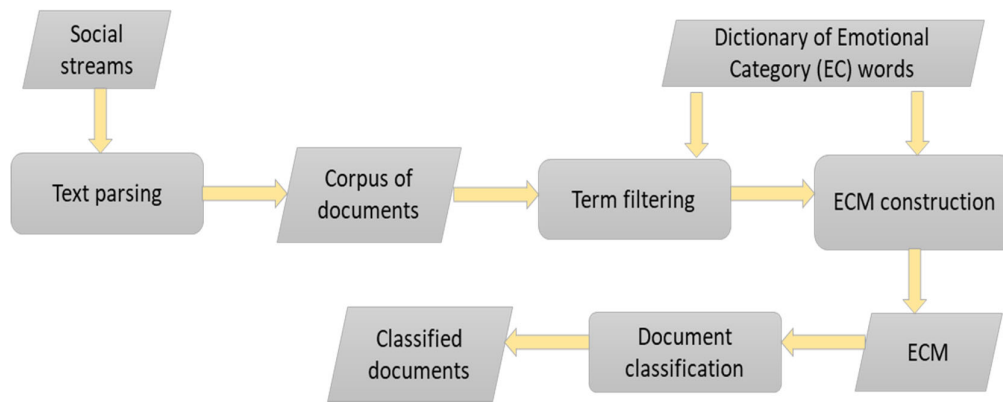 Social
streams
Dictionary of Emotional
Category (EC) words
Text parsing
Corpus of
documents
Term filtering
ECM construction
Classified
documents
Document
classification
ECM